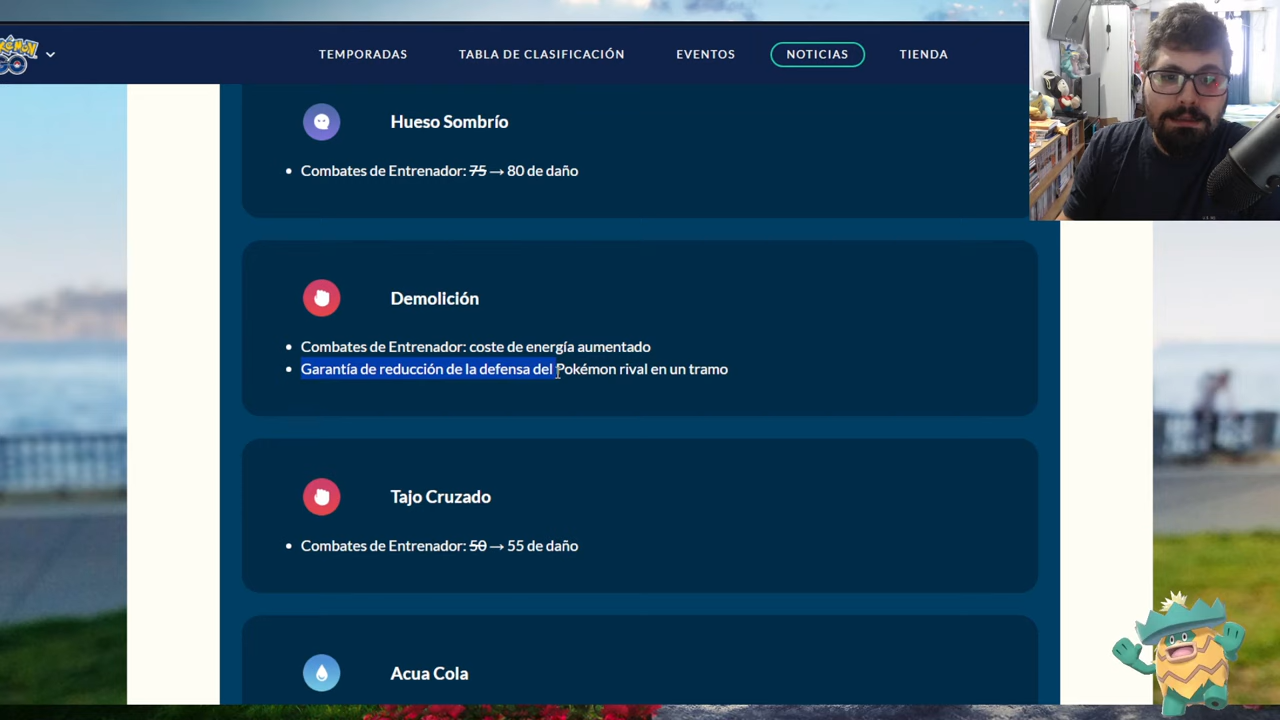 TEMPORADAS
TABLA DE CLASIFICACIÓN
EVENTOS
NOTICIAS
TIENDA
Hueso Sombrío
Combates de Entrenador: 75 → 80 de daño
Demolición
Combates de Entrenador: coste de energía aumentado
Garantía de reducción de la defensa del Pokémon rival en un tramo
Tajo Cruzado
Combates de Entrenador: 50 → 55 de daño
Acua Cola